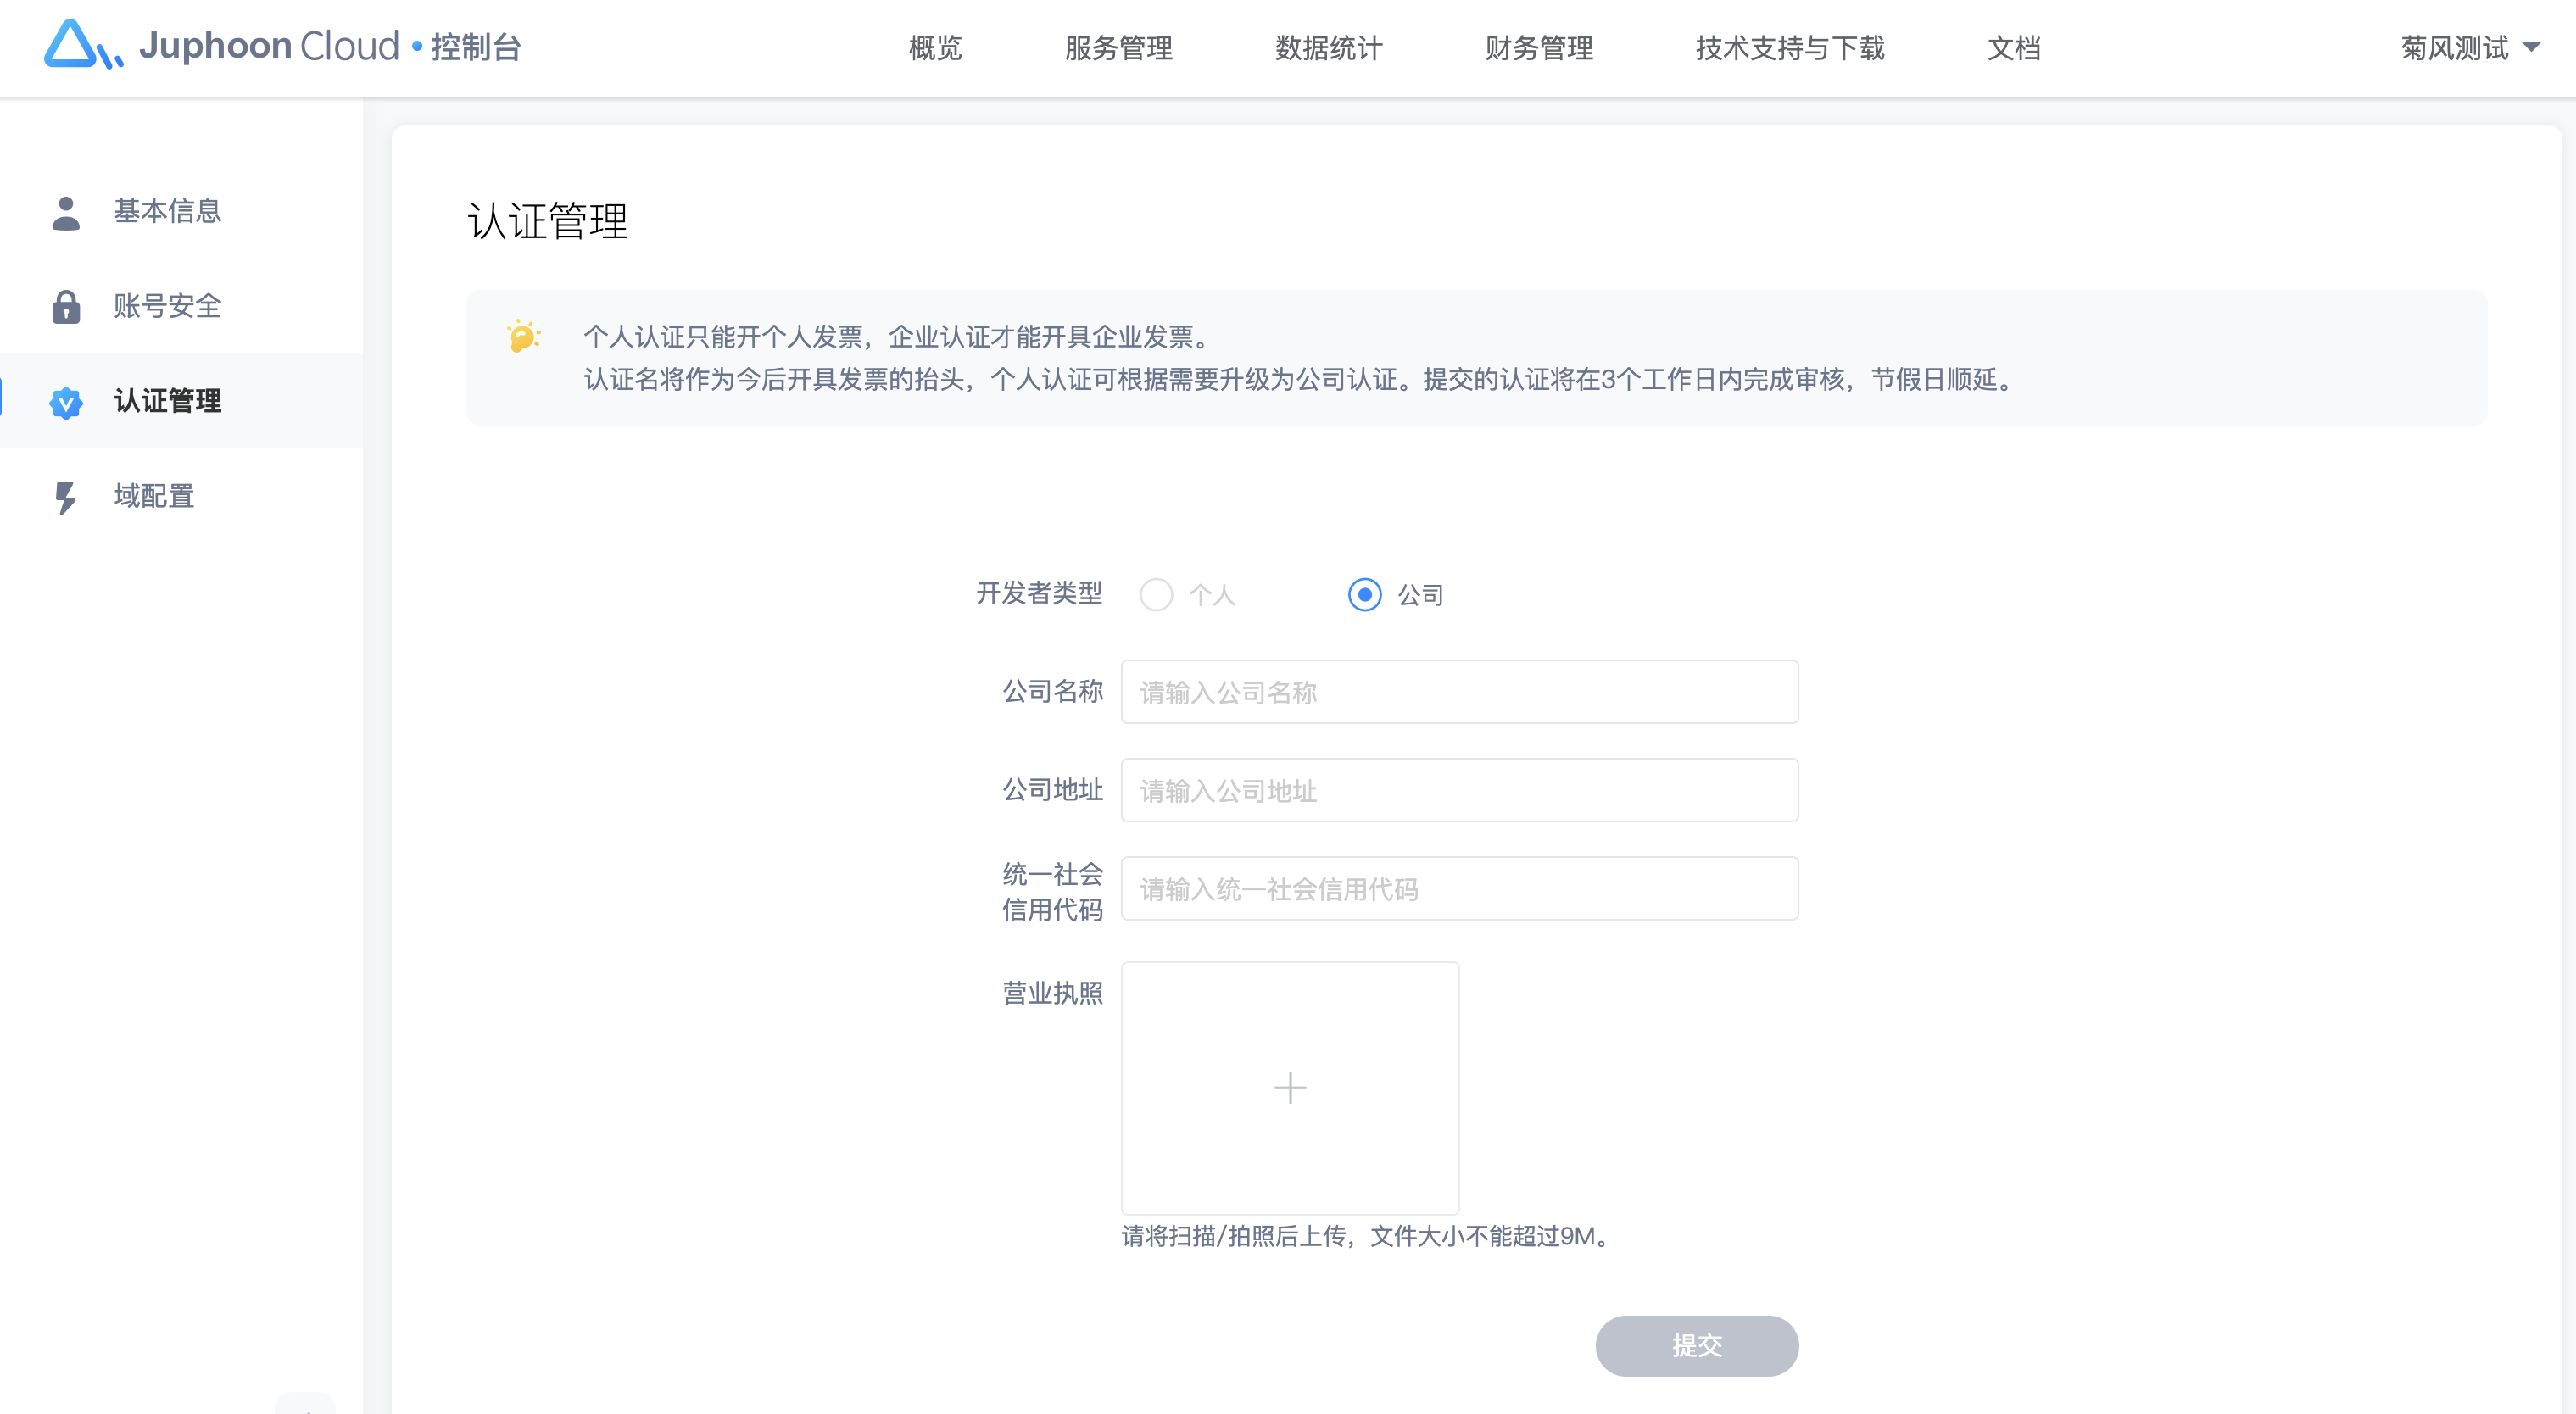 Juphoon Cloud • 控制台
概览
服务管理
数据统计
财务管理
技术支持与下载
文档
菊风测试
基本信息
账号安全
认证管理
域配置
认证管理
个人认证只能开个人发票，企业认证才能开具企业发票。
认证名将作为今后开具发票的抬头，个人认证可根据需要升级为公司认证。提交的认证将在3个工作日内完成审核，节假日顺延。
开发者类型
个人
公司
公司名称
请输入公司名称
公司地址
请输入公司地址
统一社会
信用代码
请输入统一社会信用代码
营业执照
请将扫描/拍照后上传，文件大小不能超过9M。
提交